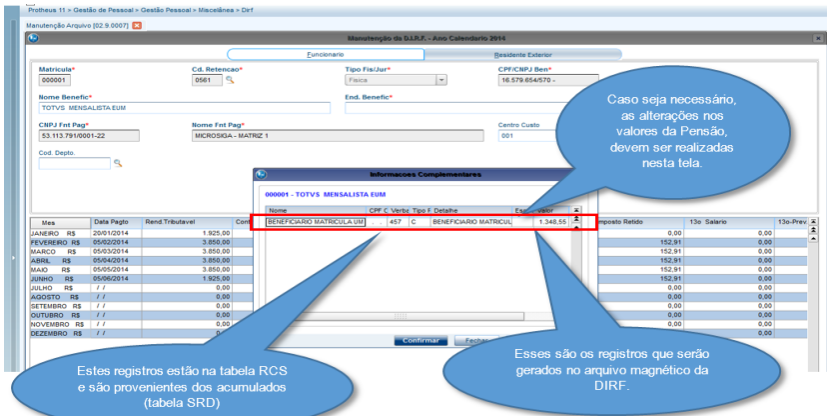 Protheus 11 > Gestão de Pessoal > Gestão Pessoal > Miscelânea > Dirf
Manutenção Arquivo [02.9.0007]
Manutenção da D.I.R.F. - Ano Calendario 2014
Funcionario
Residente Exterior
Matricula* Cd. Retencao* Tipo Fis/Jur* CPF/CNPJ Ben*
000001 0561 Fisica 16.579.654/570 -
Nome Benefic* End. Benefic*
TOTVS MENSALISTA EUM
CNPJ Fnt Pag* Nome Fnt Pag* Centro Custo
53.113.791/0001-22 MICROSIGA - MATRIZ 1 001
Cod. Depto.
Caso seja necessário,
as alterações nos
valores da Pensão,
devem ser realizadas
nesta tela.
Informacoes Complementares
000001 - TOTVS MENSALISTA EUM
Nome CPF C Verba Tipo F Detalhe Valor
BENEFICIARIO MATRICULA UM . . 457 C BENEFICIARIO MATRICUL 1.348,55
Confirmar
Mes Data Pagto Rend.Tributavel mposto Retido 13o Salario 13o-Prev.
JANEIRO R$ 20/01/2014 1.925,00 0,00 0,00
FEVEREIRO R$ 05/02/2014 3.850,00 152,91 0,00
MARCO R$ 05/03/2014 3.850,00 152,91 0,00
ABRIL R$ 05/04/2014 3.850,00 152,91 0,00
MAIO R$ 05/05/2014 3.850,00 152,91 0,00
JUNHO R$ 05/06/2014 1.925,00 152,91 0,00
JULHO R$ / / 0,00 0,00 0,00
AGOSTO R$ / / 0,00 0,00 0,00
SETEMBRO R$ / / 0,00 0,00 0,00
OUTUBRO R$ / / 0,00 0,00 0,00
NOVEMBRO R$ / / 0,00 0,00 0,00
DEZEMBRO R$ / / 0,00 0,00
Estes registros estão na tabela RCS
e são provenientes dos acumulados
(tabela SRD)
Esses são os registros que serão
gerados no arquivo magnético da
DIRF.